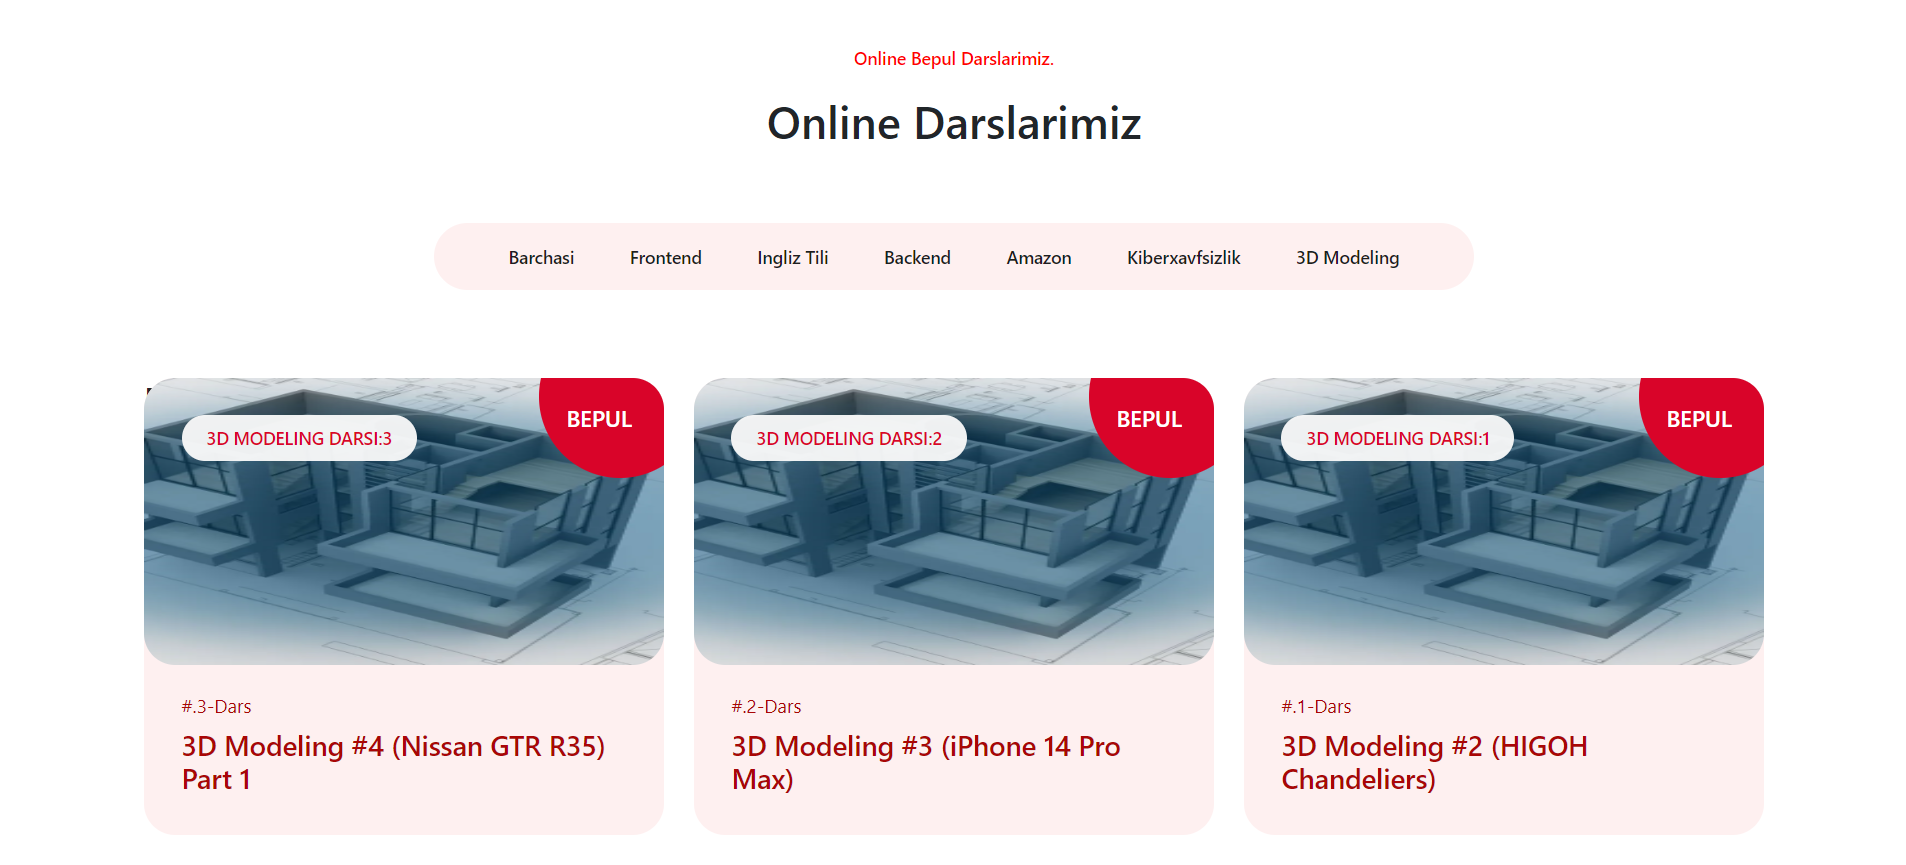 Online Bepul Darslarimiz.
Online Darslarimiz
Barchasi Frontend Ingliz Tili Backend Amazon Kiberxavfsizlik 3D Modeling
3D MODELING DARSI:3
BEPUL
#.3-Dars
3D Modeling #4 (Nissan GTR R35)
Part 1
3D MODELING DARSI:2
BEPUL
#.2-Dars
3D Modeling #3 (iPhone 14 Pro
Max)
3D MODELING DARSI:1
BEPUL
#.1-Dars
3D Modeling #2 (HIGOH
Chandeliers)